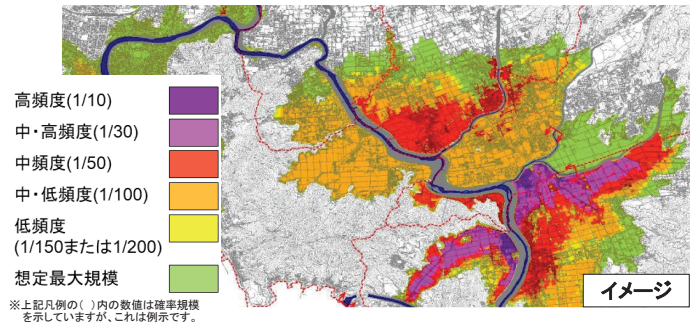 高頻度(1/10)
中・高頻度(1/30)
中頻度(1/50)
中・低頻度(1/100)
低頻度
(1/150または1/200)
想定最大規模
※上記凡例の( )内の数値は確率規模
を示していますが、これは例示です。
イメージ